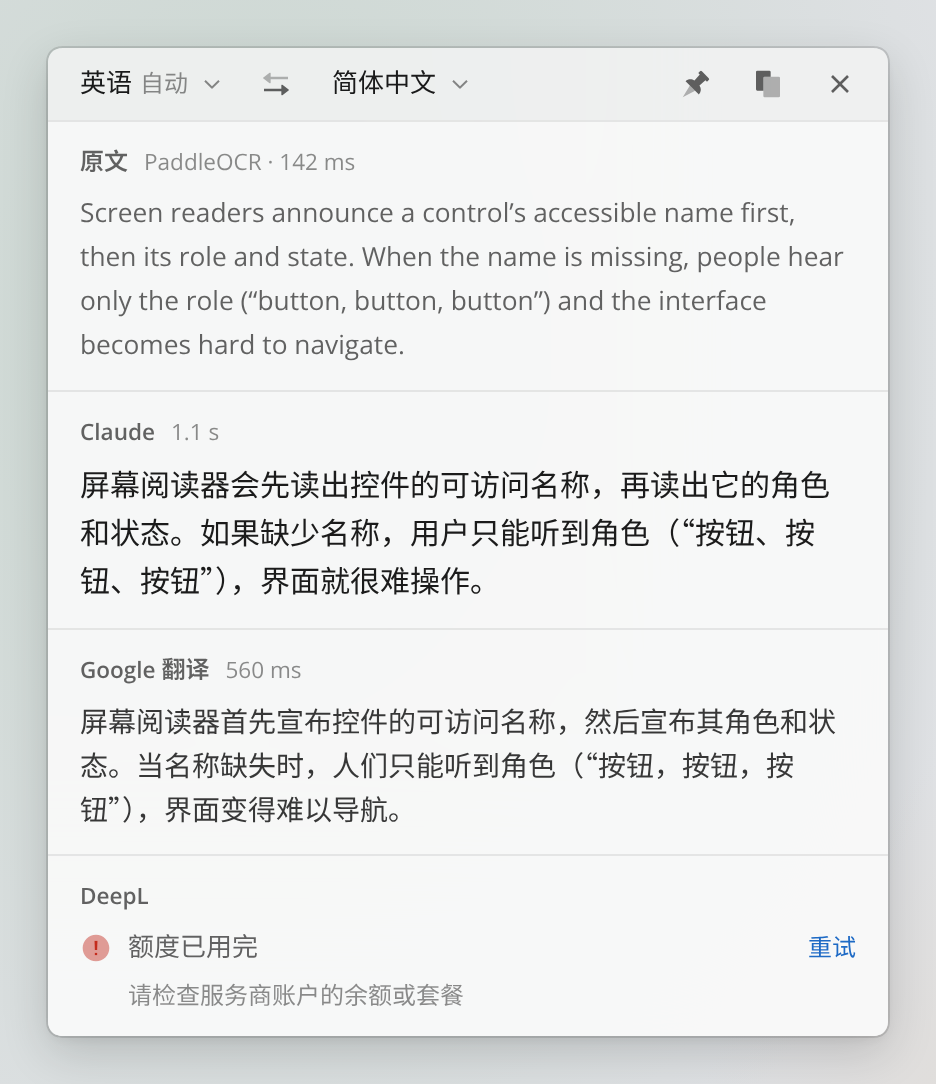 英语 自动 简体中文
原文 PaddleOCR · 142 ms
Screen readers announce a control’s accessible name first,
then its role and state. When the name is missing, people hear
only the role (“button, button, button”) and the interface
becomes hard to navigate.
Claude 1.1 s
屏幕阅读器会先读出控件的可访问名称，再读出它的角色
和状态。如果缺少名称，用户只能听到角色（“按钮、按
钮、按钮”），界面就很难操作。
Google 翻译 560 ms
屏幕阅读器首先宣布控件的可访问名称，然后宣布其角色和状
态。当名称缺失时，人们只能听到角色（“按钮，按钮，按
钮”），界面变得难以导航。
DeepL
额度已用完 重试
请检查服务商账户的余额或套餐